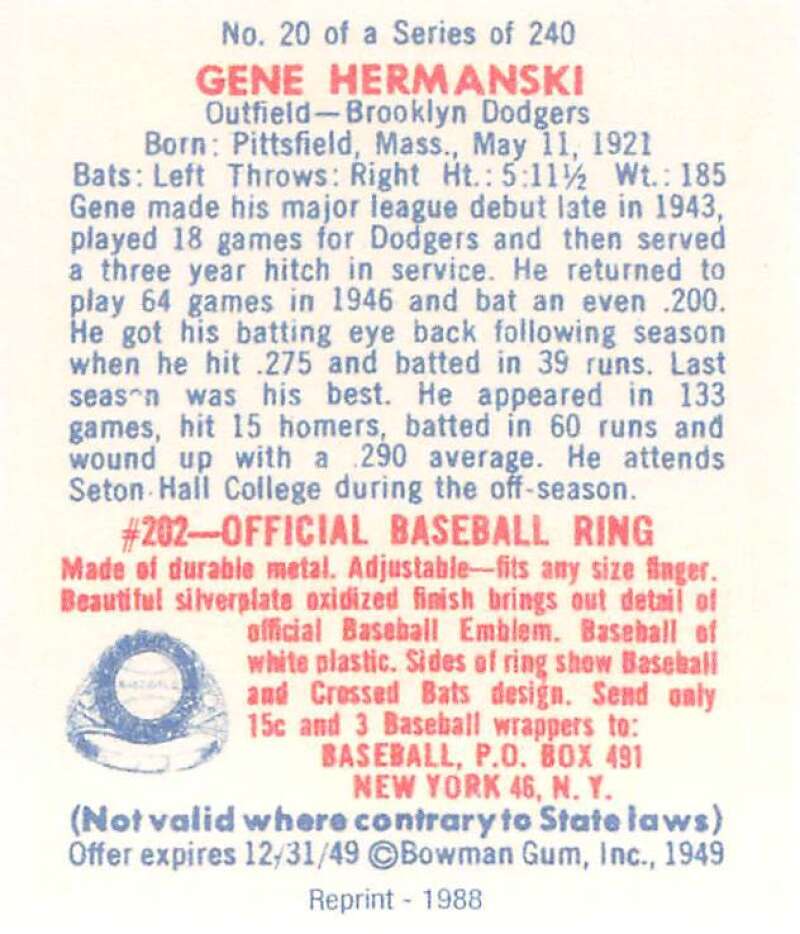 No. 20 of a Series of 240
GENE HERMANSKI
Outfield—Brooklyn Dodgers
Born: Pittsfield, Mass., May 11, 1921
Bats: Left Throws: Right Ht.: 5:11½ Wt.: 185
Gene made his major league debut late in 1943,
played 18 games for Dodgers and then served
a three year hitch in service. He returned to
play 64 games in 1946 and bat an even .200.
He got his batting eye back following season
when he hit .275 and batted in 39 runs. Last
season was his best. He appeared in 133
games, hit 15 homers, batted in 60 runs and
wound up with a .290 average. He attends
Seton Hall College during the off-season.
#202—OFFICIAL BASEBALL RING
Made of durable metal. Adjustable—fits any size finger.
Beautiful silverplate oxidized finish brings out detail of
official Baseball Emblem. Baseball of
white plastic. Sides of ring show Baseball
and Crossed Bats design. Send only
15c and 3 Baseball wrappers to:
BASEBALL, P.O. BOX 491
NEW YORK 46, N. Y.
(Not valid where contrary to State laws)
Offer expires 12/31/49 ©Bowman Gum, Inc., 1949
Reprint - 1988